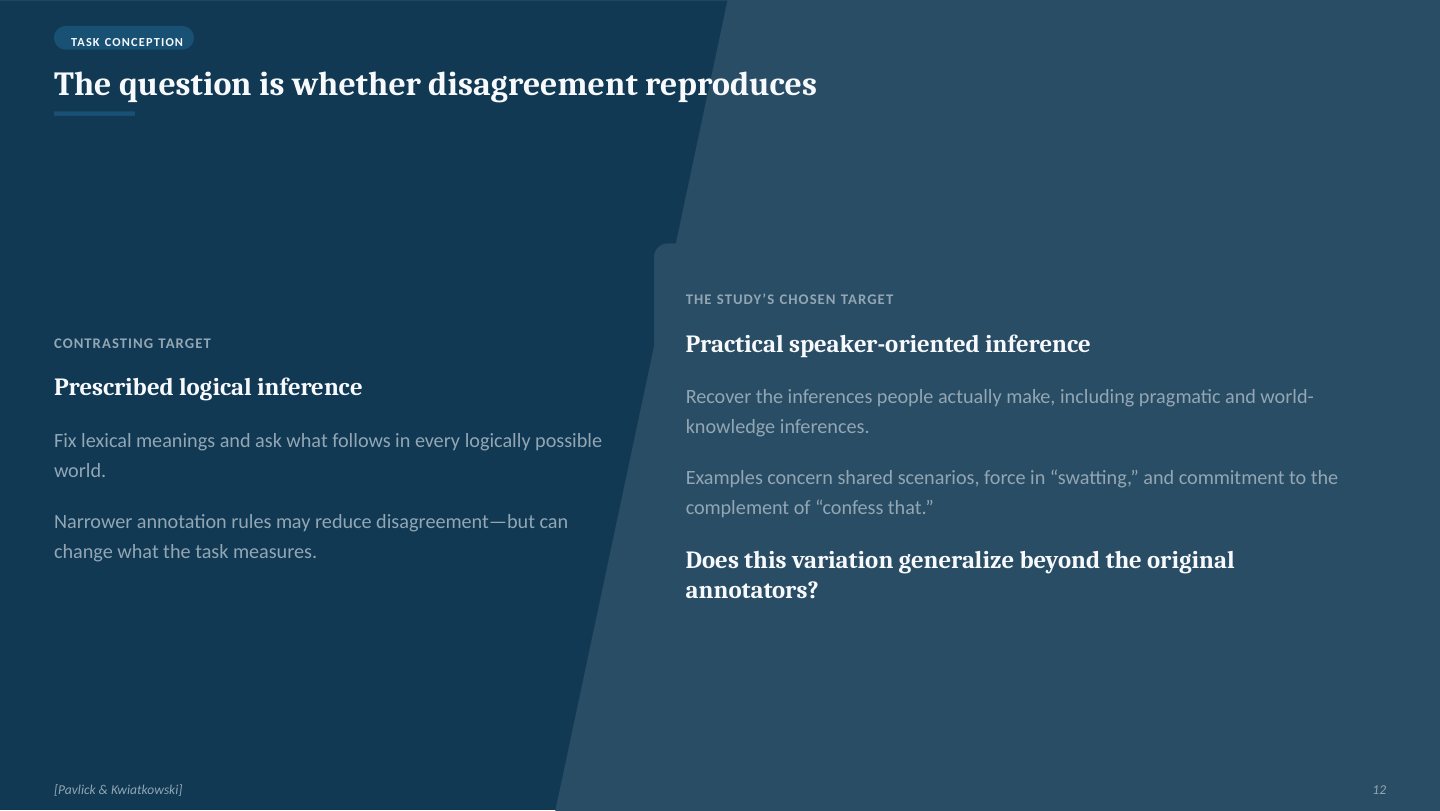 TASK CONCEPTION
The question is whether disagreement reproduces
CONTRASTING TARGET
Prescribed logical inference
Fix lexical meanings and ask what follows in every logically possible
world.
Narrower annotation rules may reduce disagreement—but can
change what the task measures.
THE STUDY’S CHOSEN TARGET
Practical speaker-oriented inference
Recover the inferences people actually make, including pragmatic and world-
knowledge inferences.
Examples concern shared scenarios, force in “swatting,” and commitment to the
complement of “confess that.”
Does this variation generalize beyond the original
annotators?
[Pavlick & Kwiatkowski]
12